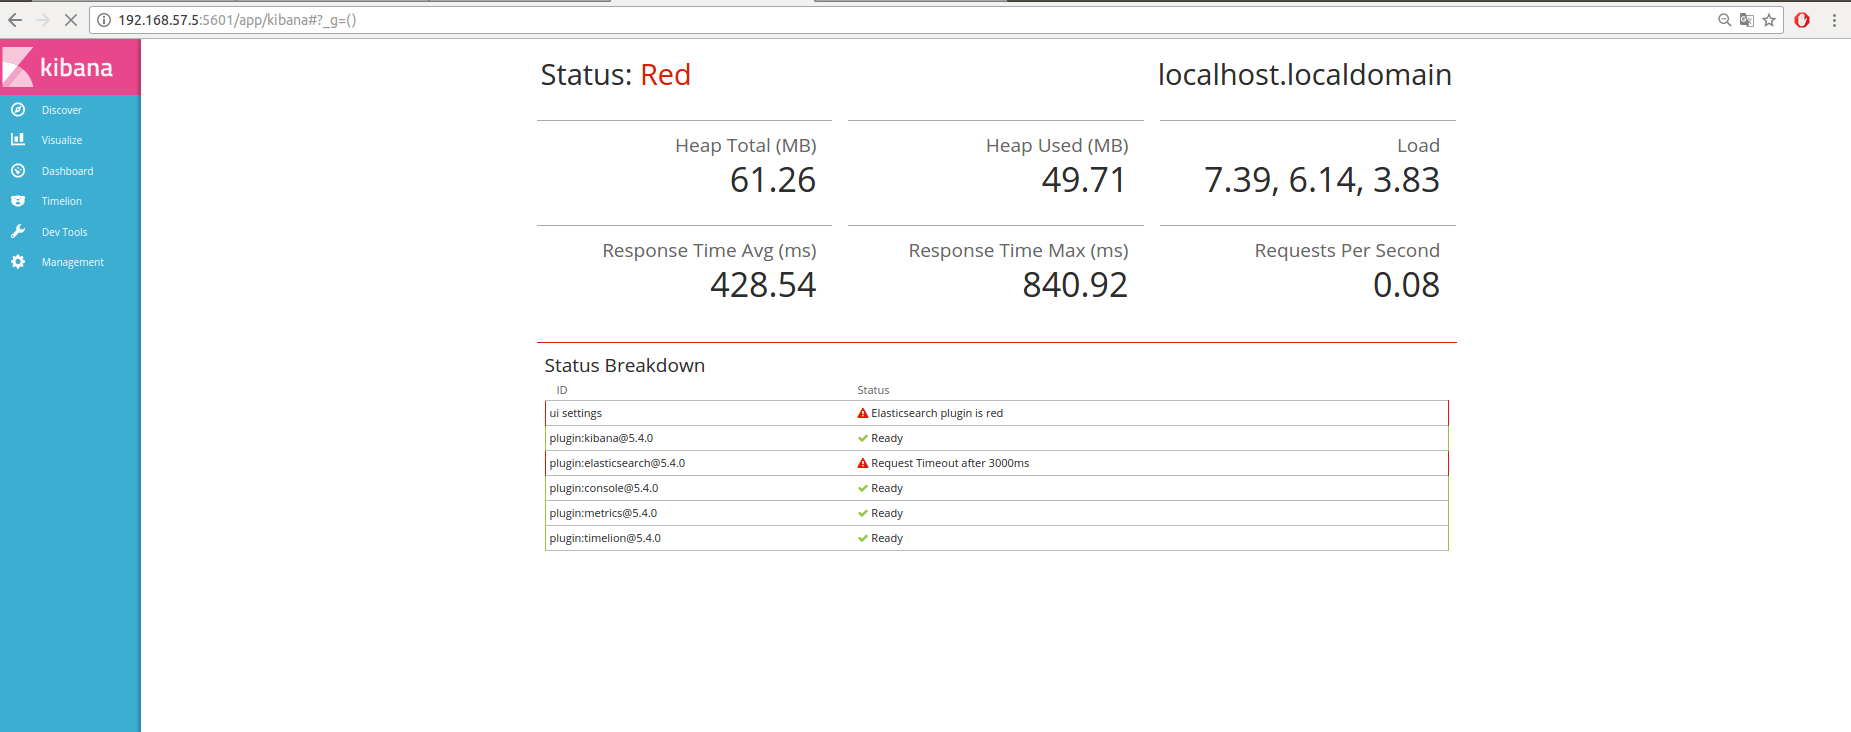 192.168.57.5:5601/app/kibana#?_g=()
kibana
Discover
Visualize
Dashboard
Timelion
Dev Tools
Management
Status: Red
localhost.localdomain
Heap Total (MB)
61.26
Heap Used (MB)
49.71
Load
7.39, 6.14, 3.83
Response Time Avg (ms)
428.54
Response Time Max (ms)
840.92
Requests Per Second
0.08
Status Breakdown
ID Status
ui settings Elasticsearch plugin is red
plugin:kibana@5.4.0 Ready
plugin:elasticsearch@5.4.0 Request Timeout after 3000ms
plugin:console@5.4.0 Ready
plugin:metrics@5.4.0 Ready
plugin:timelion@5.4.0 Ready